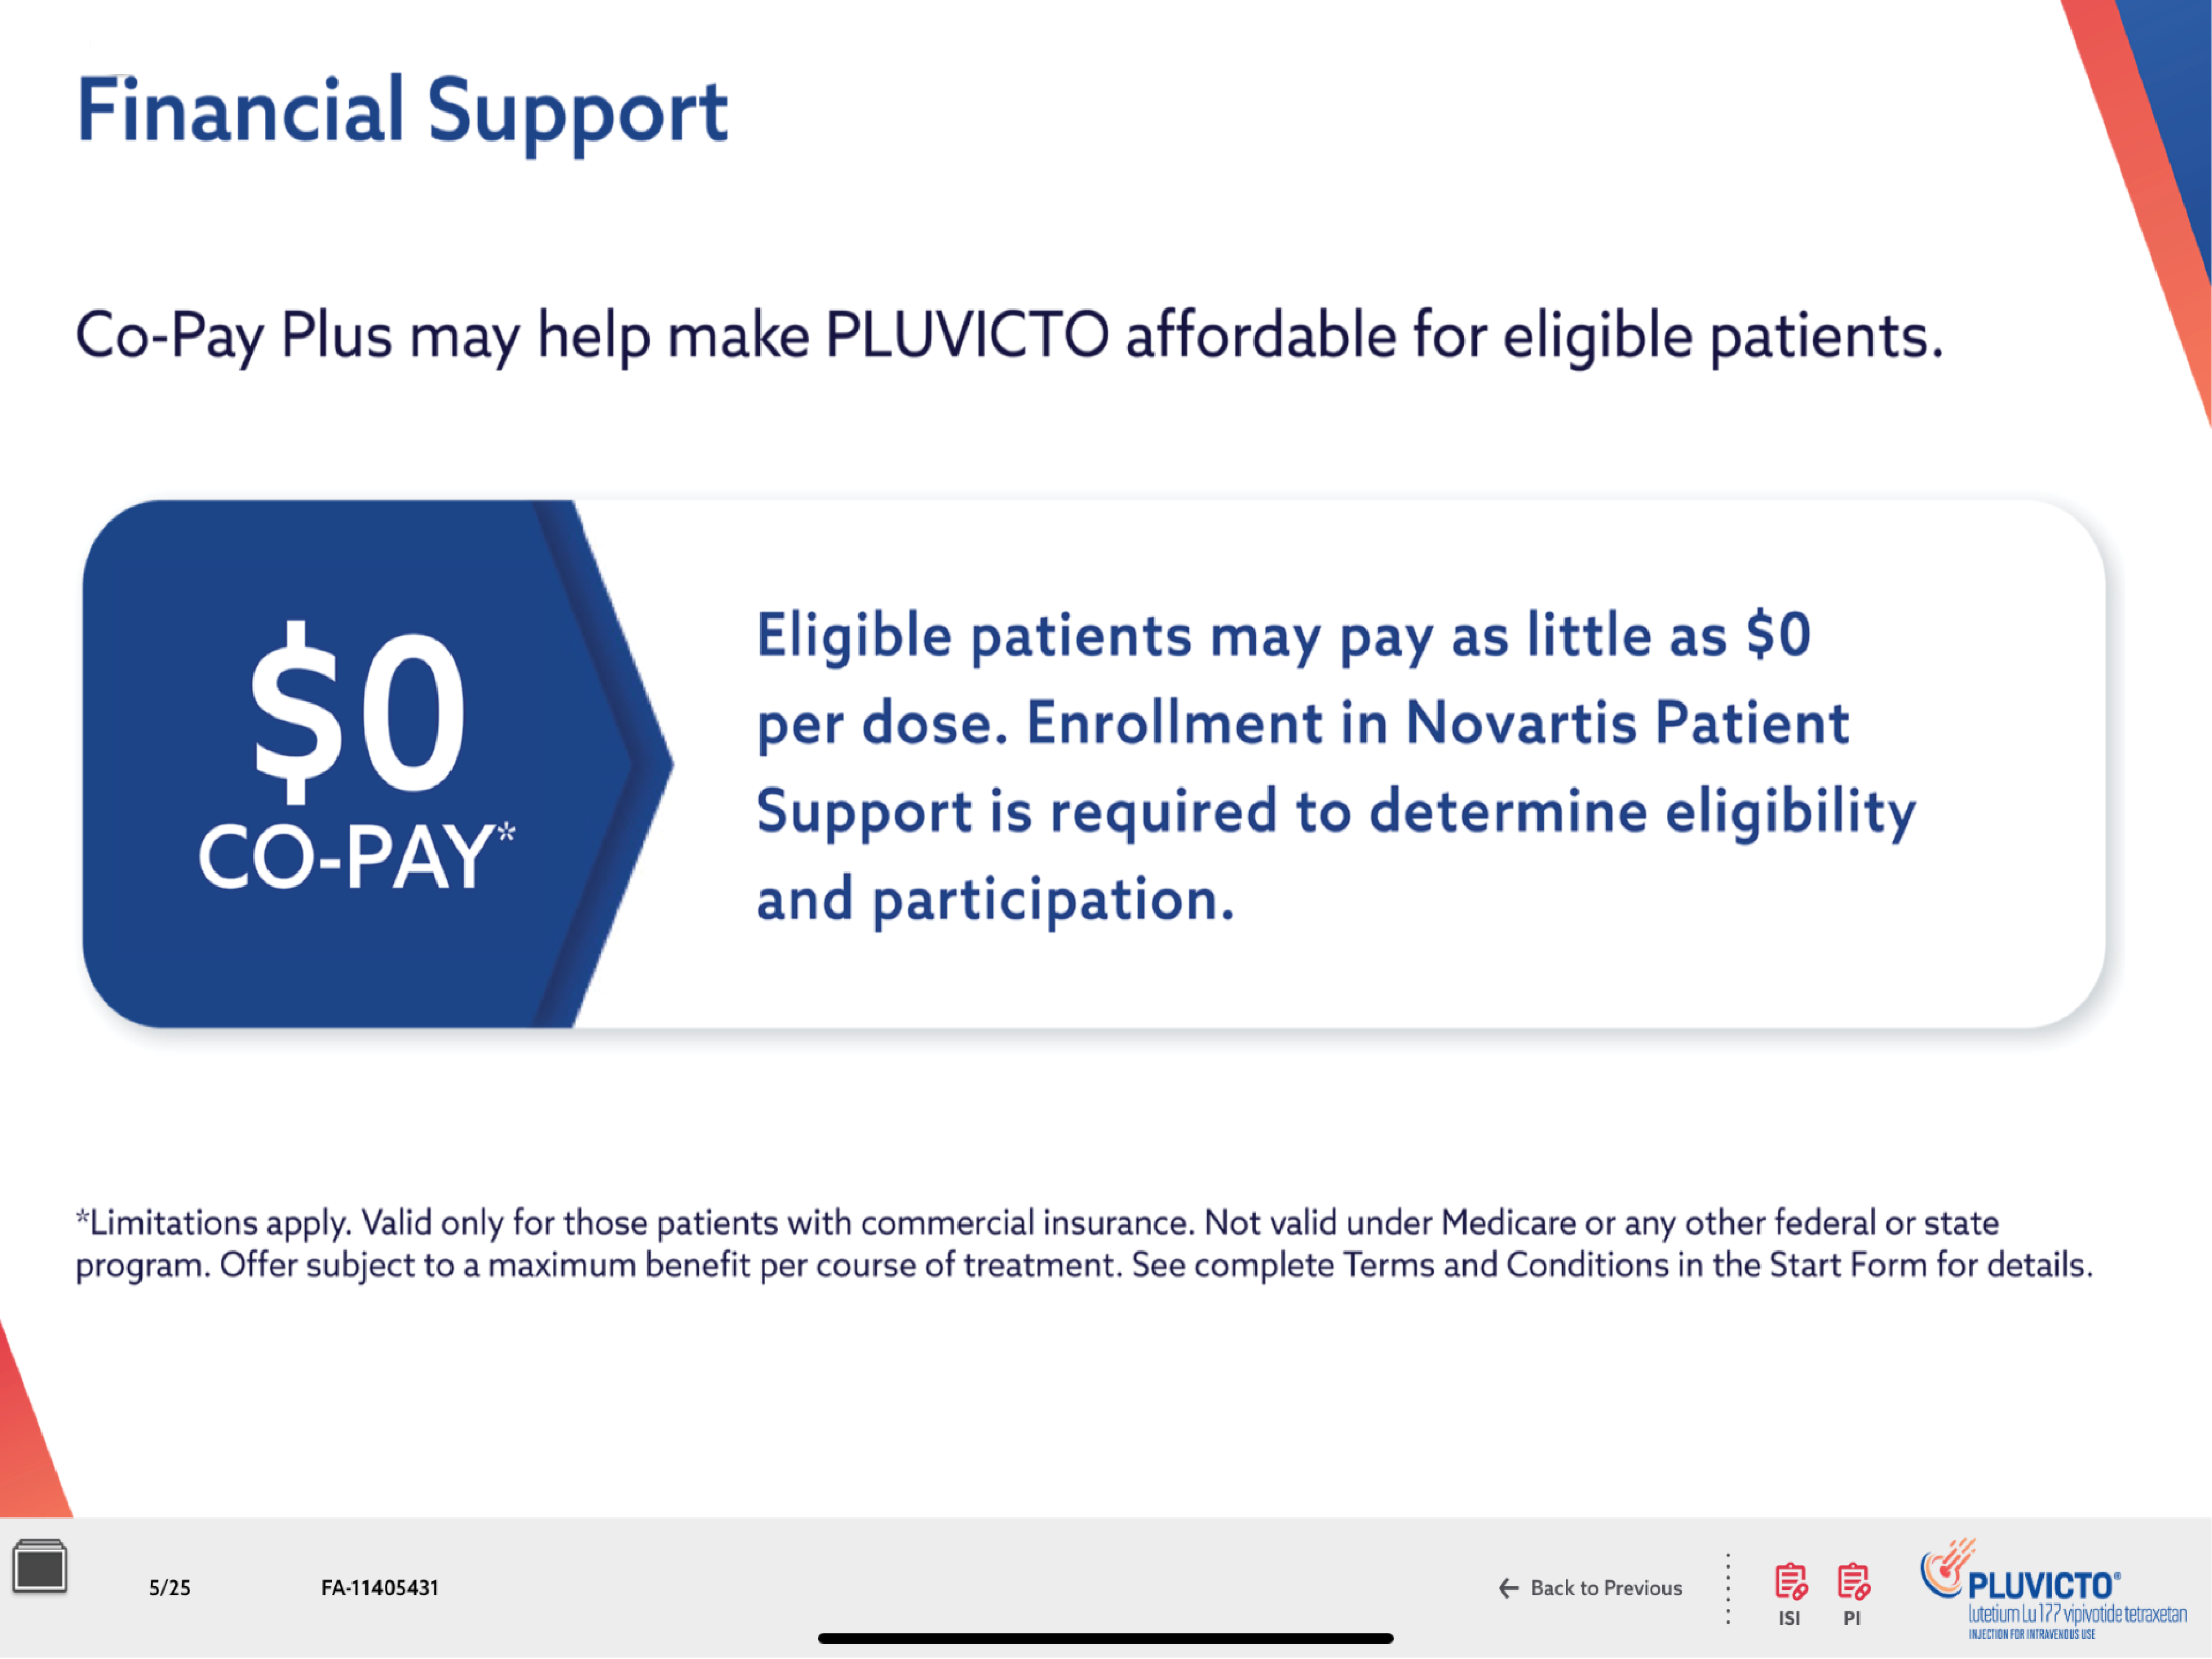 Financial Support
Co-Pay Plus may help make PLUVICTO affordable for eligible patients.
$0
CO-PAY*
Eligible patients may pay as little as $0
per dose. Enrollment in Novartis Patient
Support is required to determine eligibility
and participation.
*Limitations apply. Valid only for those patients with commercial insurance. Not valid under Medicare or any other federal or state
program. Offer subject to a maximum benefit per course of treatment. See complete Terms and Conditions in the Start Form for details.
5/25
FA-11405431
← Back to Previous
ISI
PI
PLUVICTO®
lutetium Lu 177 vipivotide tetraxetan
INJECTION FOR INTRAVENOUS USE